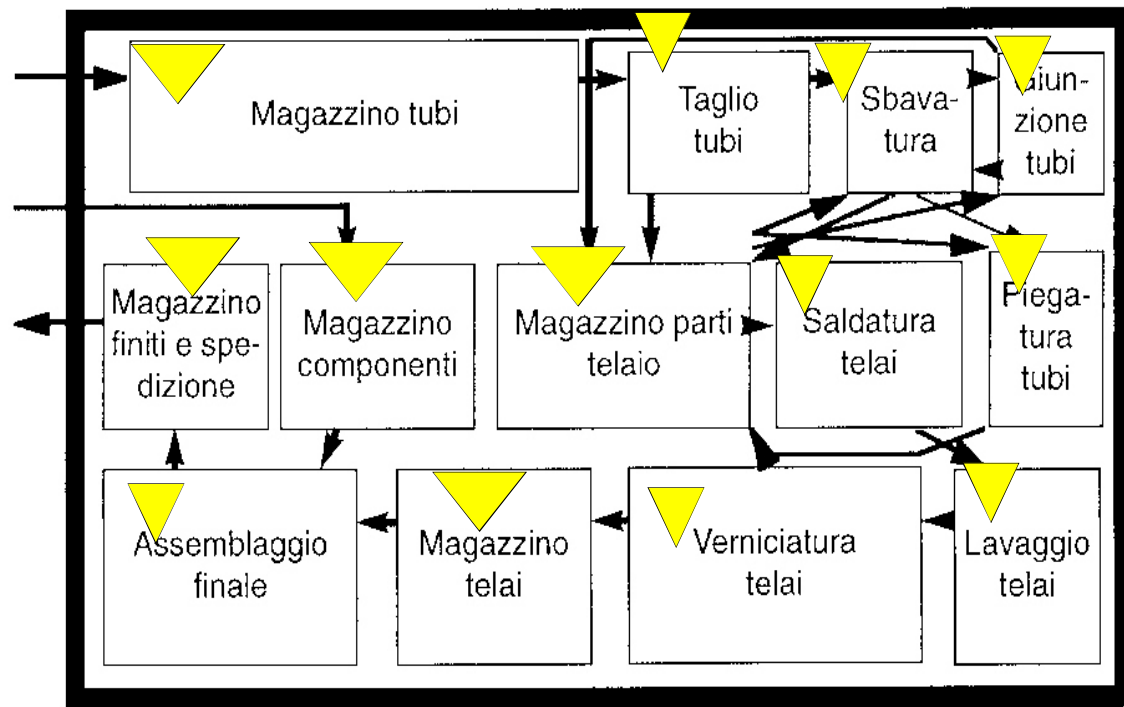 Magazzino tubi
Taglio
tubi
Sbava-
tura
Giun-
zione
tubi
Magazzino
finiti e spe-
dizione
Magazzino
componenti
Magazzino parti
telaio
Saldatura
telai
Piega-
tura
tubi
Assemblaggio
finale
Magazzino
telai
Verniciatura
telai
Lavaggio
telai